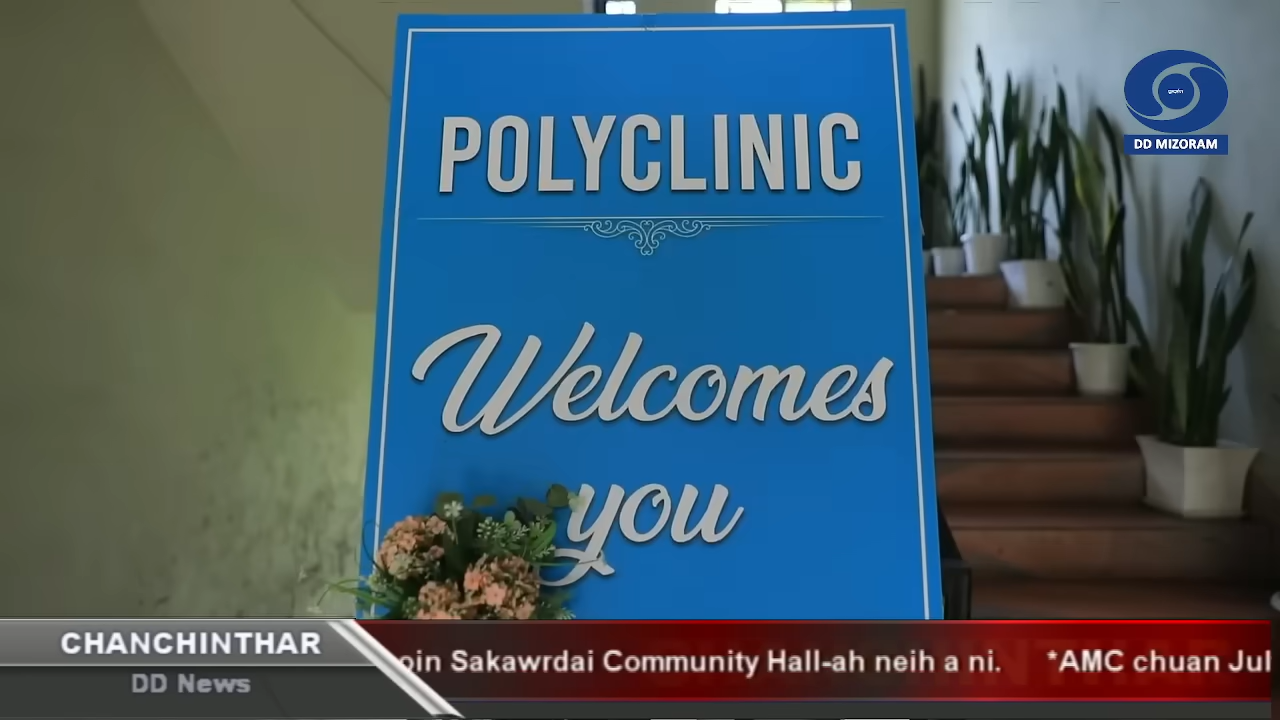 POLYCLINIC
Welcomes
you
DD MIZORAM
CHANCHINTHAR
DD News
oin Sakawrdai Community Hall-ah neih a ni. *AMC chuan Jul